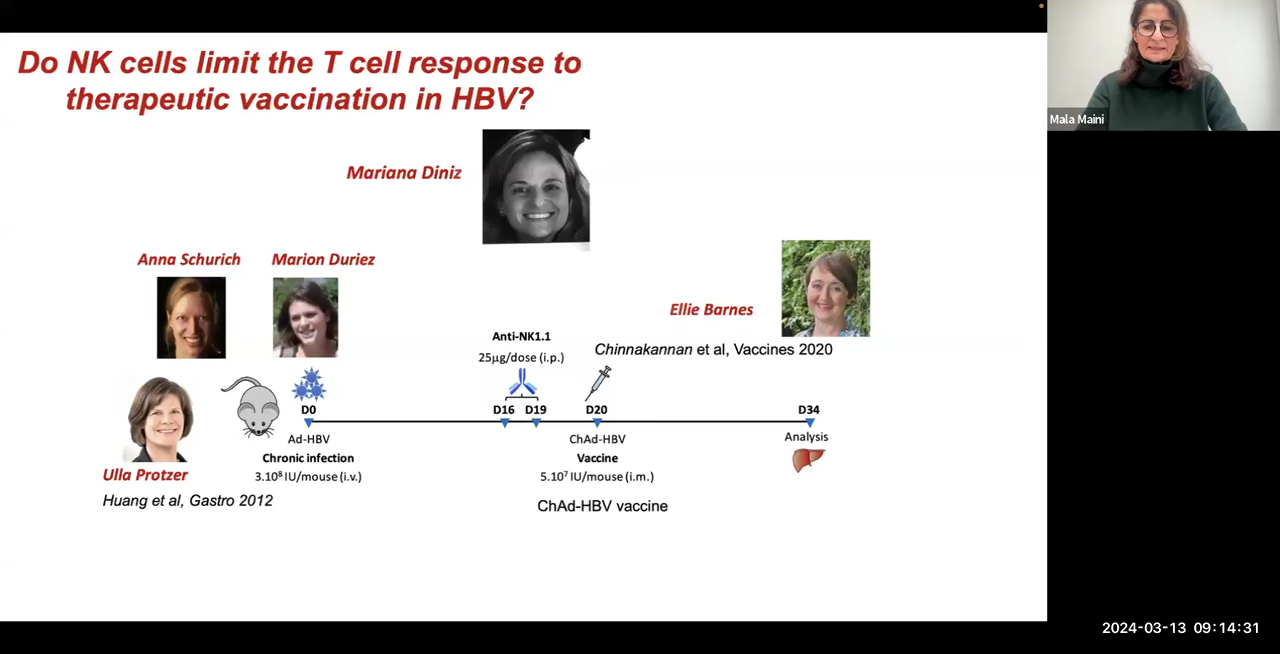 Do NK cells limit the T cell response to
therapeutic vaccination in HBV?
Mala Maini
Mariana Diniz
Anna Schurich
Marion Duriez
Ellie Barnes
Anti-NK1.1
25µg/dose (i.p.)
Chinnakannan et al, Vaccines 2020
D0
D16
D19
D20
D34
Ad-HBV
Chronic infection
3.10⁸ IU/mouse (i.v.)
ChAd-HBV
Vaccine
5.10⁷ IU/mouse (i.m.)
Analysis
Ulla Protzer
Huang et al, Gastro 2012
ChAd-HBV vaccine
2024-03-13 09:14:31